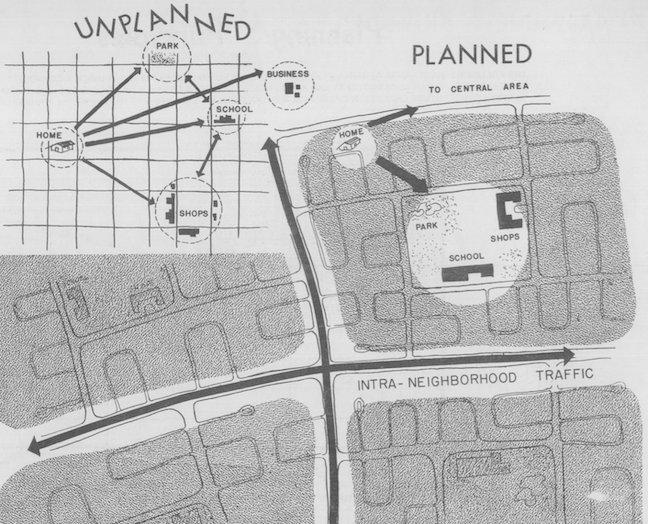 UNPLANNED
PARK
BUSINESS
SCHOOL
HOME
SHOPS
PLANNED
TO CENTRAL AREA
HOME
PARK
SHOPS
SCHOOL
INTRA-NEIGHBORHOOD TRAFFIC